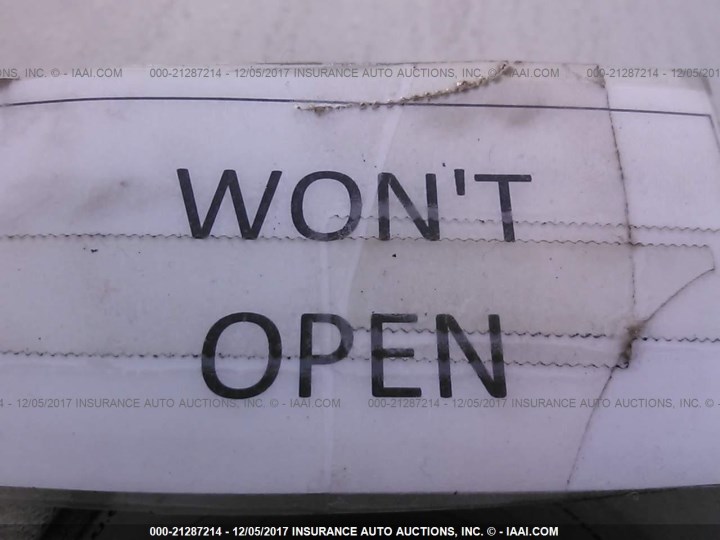 NS, INC. © - IAAI.COM 000-21287214 - 12/05/2017 INSURANCE AUTO AUCTIONS, INC. © - IAAI.COM 000-21287214 - 12
WON'T
OPEN
4 - 12/05/2017 INSURANCE AUTO AUCTIONS, INC. © - IAAI.COM 000-21287214 - 12/05/2017 INSURANCE AUTO AUCTIONS, INC. ©
000-21287214 - 12/05/2017 INSURANCE AUTO AUCTIONS, INC. © - IAAI.COM